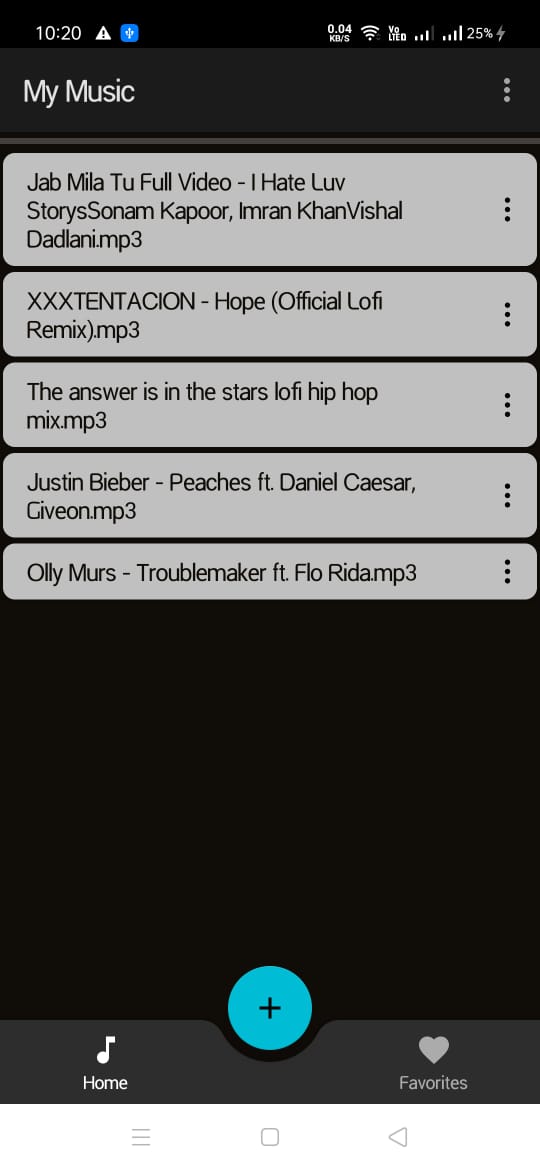 10:20
0.04 KB/S
Vo LTE
25%
My Music
Jab Mila Tu Full Video - I Hate Luv
StorysSonam Kapoor, Imran KhanVishal
Dadlani.mp3
XXXTENTACION - Hope (Official Lofi
Remix).mp3
The answer is in the stars lofi hip hop
mix.mp3
Justin Bieber - Peaches ft. Daniel Caesar,
Giveon.mp3
Olly Murs - Troublemaker ft. Flo Rida.mp3
+
Home
Favorites